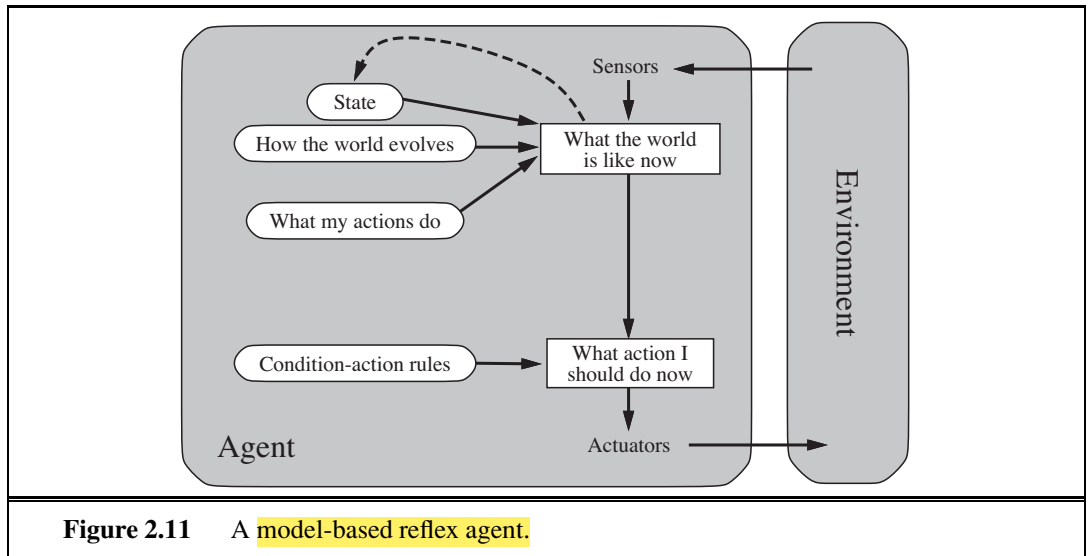 Sensors
State
How the world evolves
What the world
is like now
What my actions do
Environment
Condition-action rules
What action I
should do now
Agent
Actuators
Figure 2.11 A model-based reflex agent.